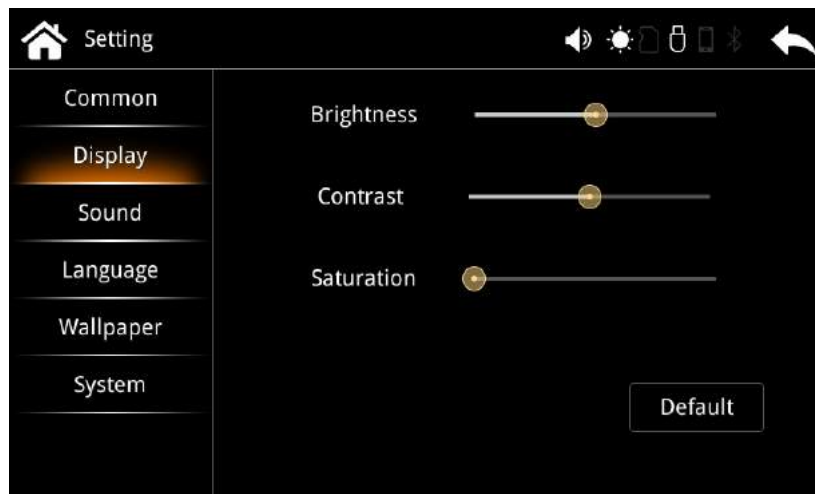 Setting
Common
Display
Sound
Language
Wallpaper
System
Brightness
Contrast
Saturation
Default